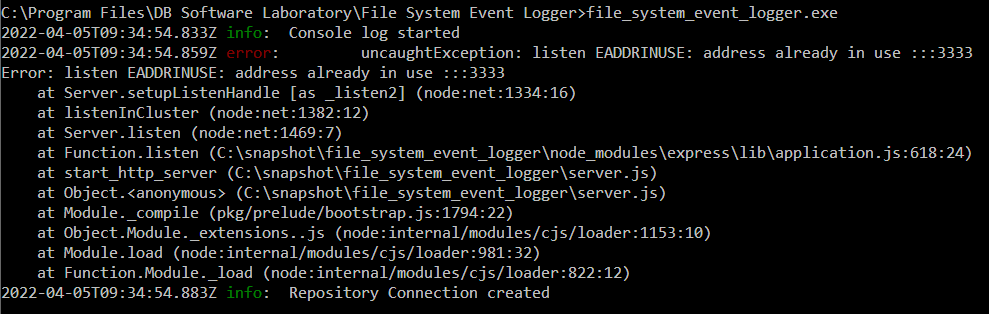 C:\Program Files\DB Software Laboratory\File System Event Logger>file_system_event_logger.exe
2022-04-05T09:34:54.833Z info:  Console log started
2022-04-05T09:34:54.859Z error:         uncaughtException: listen EADDRINUSE: address already in use :::3333
Error: listen EADDRINUSE: address already in use :::3333
    at Server.setupListenHandle [as _listen2] (node:net:1334:16)
    at listenInCluster (node:net:1382:12)
    at Server.listen (node:net:1469:7)
    at Function.listen (C:\snapshot\file_system_event_logger\node_modules\express\lib\application.js:618:24)
    at start_http_server (C:\snapshot\file_system_event_logger\server.js)
    at Object.<anonymous> (C:\snapshot\file_system_event_logger\server.js)
    at Module._compile (pkg/prelude/bootstrap.js:1794:22)
    at Object.Module._extensions..js (node:internal/modules/cjs/loader:1153:10)
    at Module.load (node:internal/modules/cjs/loader:981:32)
    at Function.Module._load (node:internal/modules/cjs/loader:822:12)
2022-04-05T09:34:54.883Z info:  Repository Connection created